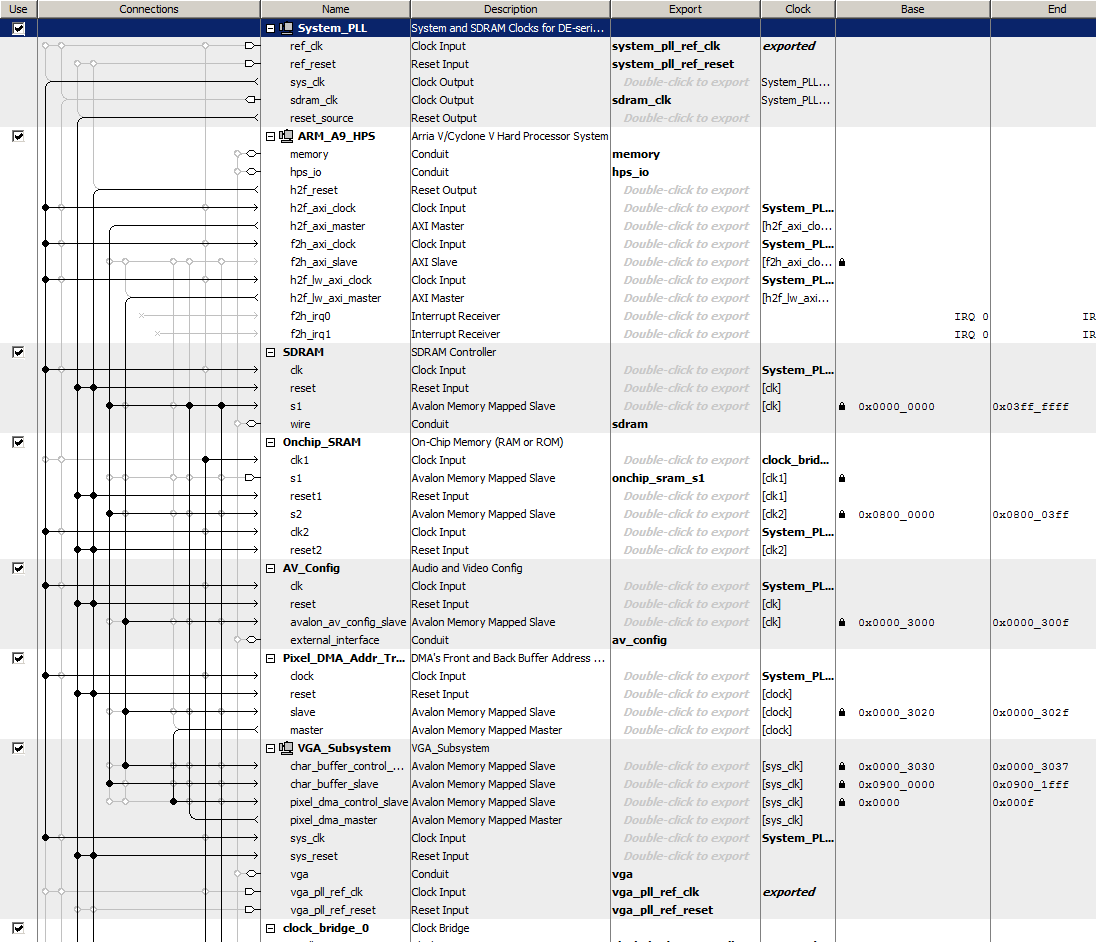 Use Connections Name Description Export Clock Base End
System_PLL System and SDRAM Clocks for DE-seri...
ref_clk Clock Input system_pll_ref_clk exported
ref_reset Reset Input system_pll_ref_reset
sys_clk Clock Output Double-click to export System_PLL...
sdram_clk Clock Output sdram_clk System_PLL...
reset_source Reset Output Double-click to export
ARM_A9_HPS Arria V/Cyclone V Hard Processor System
memory Conduit memory
hps_io Conduit hps_io
h2f_reset Reset Output Double-click to export
h2f_axi_clock Clock Input Double-click to export System_PL...
h2f_axi_master AXI Master Double-click to export [h2f_axi_clo...
f2h_axi_clock Clock Input Double-click to export System_PL...
f2h_axi_slave AXI Slave Double-click to export [f2h_axi_clo...
h2f_lw_axi_clock Clock Input Double-click to export System_PL...
h2f_lw_axi_master AXI Master Double-click to export [h2f_lw_axi...
f2h_irq0 Interrupt Receiver Double-click to export IRQ 0 IR
f2h_irq1 Interrupt Receiver Double-click to export IRQ 0 IR
SDRAM SDRAM Controller
clk Clock Input Double-click to export System_PL...
reset Reset Input Double-click to export [clk]
s1 Avalon Memory Mapped Slave Double-click to export [clk] 0x0000_0000 0x03ff_ffff
wire Conduit sdram
Onchip_SRAM On-Chip Memory (RAM or ROM)
clk1 Clock Input Double-click to export clock_brid...
s1 Avalon Memory Mapped Slave onchip_sram_s1 [clk1]
reset1 Reset Input Double-click to export [clk1]
s2 Avalon Memory Mapped Slave Double-click to export [clk2] 0x0800_0000 0x0800_03ff
clk2 Clock Input Double-click to export System_PL...
reset2 Reset Input Double-click to export [clk2]
AV_Config Audio and Video Config
clk Clock Input Double-click to export System_PL...
reset Reset Input Double-click to export [clk]
avalon_av_config_slave Avalon Memory Mapped Slave Double-click to export [clk] 0x0000_3000 0x0000_300f
external_interface Conduit av_config
Pixel_DMA_Addr_Tr... DMA's Front and Back Buffer Address ...
clock Clock Input Double-click to export System_PL...
reset Reset Input Double-click to export [clock]
slave Avalon Memory Mapped Slave Double-click to export [clock] 0x0000_3020 0x0000_302f
master Avalon Memory Mapped Master Double-click to export [clock]
VGA_Subsystem VGA_Subsystem
char_buffer_control_... Avalon Memory Mapped Slave Double-click to export [sys_clk] 0x0000_3030 0x0000_3037
char_buffer_slave Avalon Memory Mapped Slave Double-click to export [sys_clk] 0x0900_0000 0x0900_1fff
pixel_dma_control_slave Avalon Memory Mapped Slave Double-click to export [sys_clk] 0x0000 0x000f
pixel_dma_master Avalon Memory Mapped Master Double-click to export [sys_clk]
sys_clk Clock Input Double-click to export System_PL...
sys_reset Reset Input Double-click to export
vga Conduit vga
vga_pll_ref_clk Clock Input vga_pll_ref_clk exported
vga_pll_ref_reset Reset Input vga_pll_ref_reset
clock_bridge_0 Clock Bridge